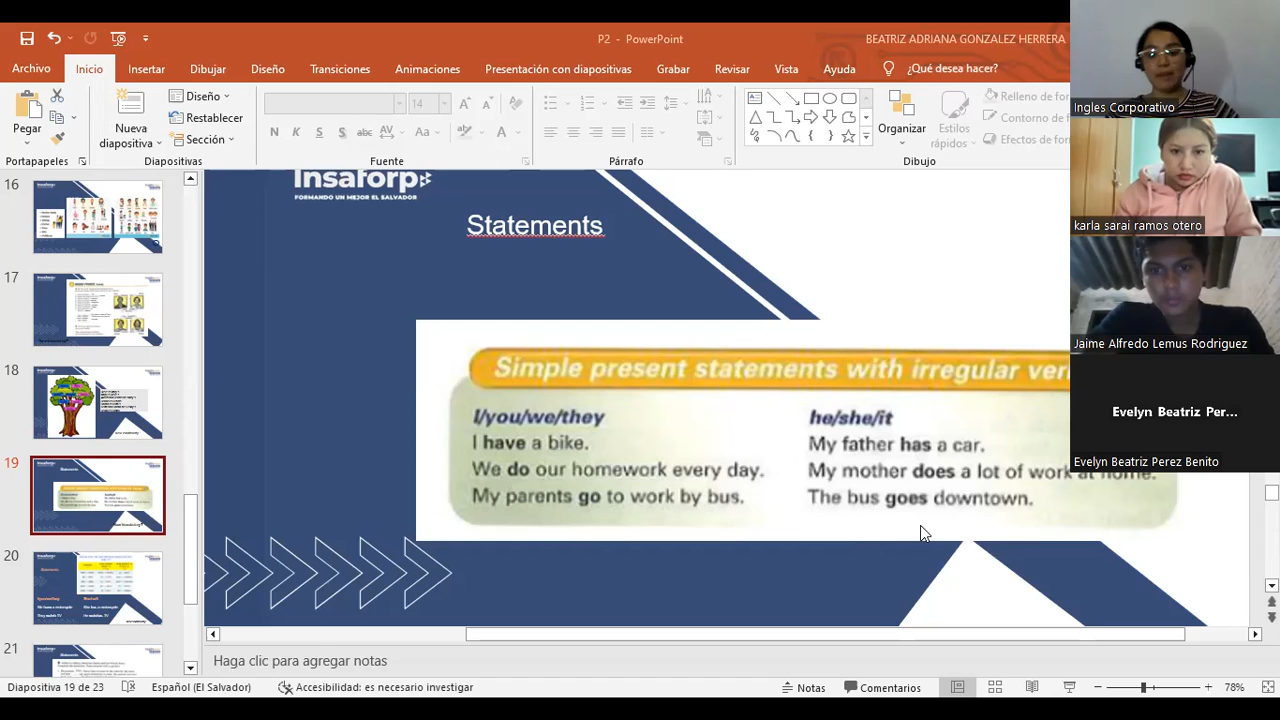 P2 - PowerPoint
BEATRIZ ADRIANA GONZALEZ HERRERA
Archivo
Inicio
Insertar
Dibujar
Diseño
Transiciones
Animaciones
Presentación con diapositivas
Grabar
Revisar
Vista
Ayuda
¿Qué desea hacer?
Pegar
Nueva
diapositiva
Diseño
Restablecer
Sección
14
N K S S abc AV Aa A
Organizar
Estilos
rápidos
Relleno de for
Contorno de
Efectos de for
Portapapeles
Diapositivas
Fuente
Párrafo
Dibujo
16
17
18
19
20
21
Insaforp
FORMANDO UN MEJOR EL SALVADOR
Statements
Simple present statements with irregular ver
I/you/we/they
I have a bike.
We do our homework every day.
My parents go to work by bus.
he/she/it
My father has a car.
My mother does a lot of work at home.
The bus goes downtown.
Ingles Corporativo
karla sarai ramos otero
Jaime Alfredo Lemus Rodriguez
Evelyn Beatriz Per...
Evelyn Beatriz Perez Benito
Haga clic para agregar notas
Diapositiva 19 de 23
Español (El Salvador)
Accesibilidad: es necesario investigar
Notas
Comentarios
78%